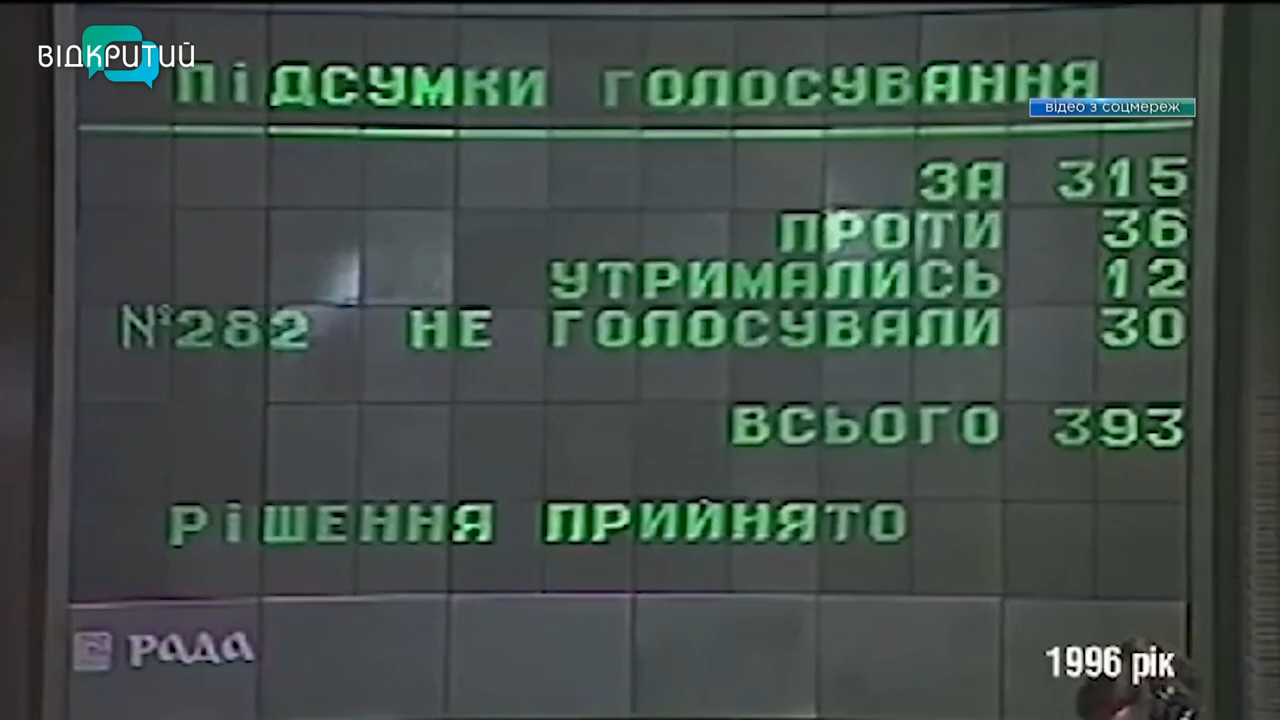 ВІДКРИТИЙ
ПіДСУМКИ ГОЛОСУВАННЯ
відео з соцмереж
ЗА 315
ПРОТИ 36
УТРИМАЛИСЬ 12
№282 НЕ ГОЛОСУВАЛИ 30
ВСЬОГО 393
РіШЕННЯ ПРИЙНЯТО
РАДА
1996 рік